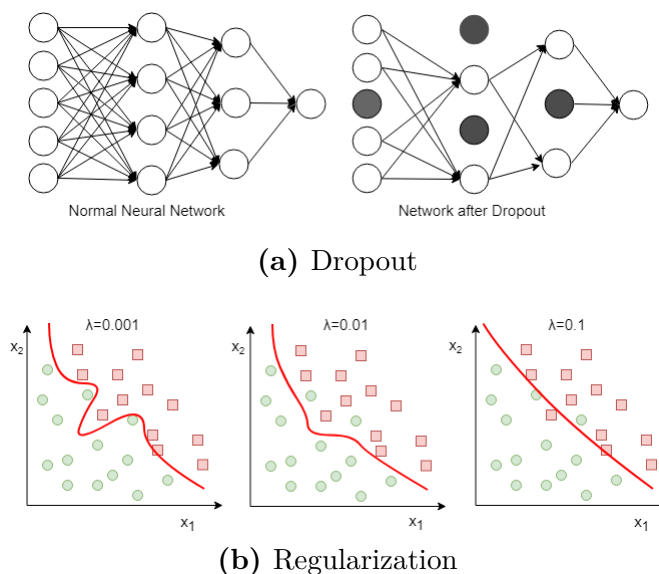 Normal Neural Network
Network after Dropout
(a) Dropout
λ=0.001
λ=0.01
λ=0.1
x2
x2
x2
x1
x1
x1
(b) Regularization